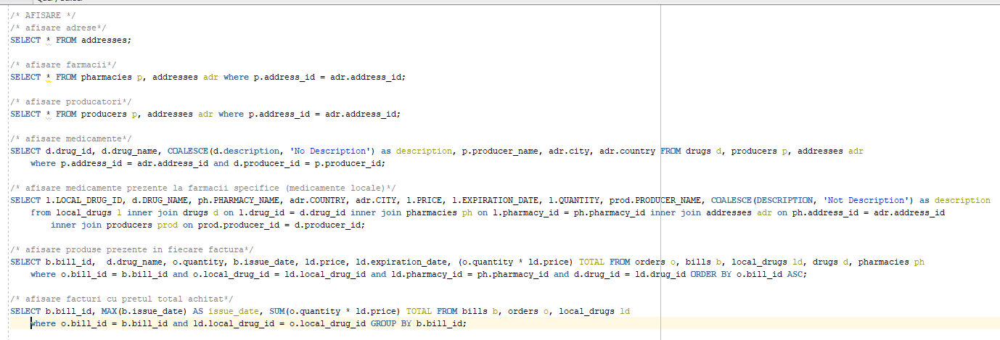 /* AFISARE */
/* afisare adrese*/
SELECT * FROM addresses;
/* afisare farmacii*/
SELECT * FROM pharmacies p, addresses adr where p.address_id = adr.address_id;
/* afisare producatori*/
SELECT * FROM producers p, addresses adr where p.address_id = adr.address_id;
/* afisare medicamente*/
SELECT d.drug_id, d.drug_name, COALESCE(d.description, 'No Description') as description, p.producer_name, adr.city, adr.country FROM drugs d, producers p, addresses adr
where p.address_id = adr.address_id and d.producer_id = p.producer_id;
/* afisare medicamente prezente la farmacii specifice (medicamente locale)*/
SELECT l.LOCAL_DRUG_ID, d.DRUG_NAME, ph.PHARMACY_NAME, adr.COUNTRY, adr.CITY, l.PRICE, l.EXPIRATION_DATE, l.QUANTITY, prod.PRODUCER_NAME, COALESCE(DESCRIPTION, 'Not Description') as description
from local_drugs l inner join drugs d on l.drug_id = d.drug_id inner join pharmacies ph on l.pharmacy_id = ph.pharmacy_id inner join addresses adr on ph.address_id = adr.address_id
inner join producers prod on prod.producer_id = d.producer_id;
/* afisare produse prezente in fiecare factura*/
SELECT b.bill_id,  d.drug_name, o.quantity, b.issue_date, ld.price, ld.expiration_date, (o.quantity * ld.price) TOTAL FROM orders o, bills b, local_drugs ld, drugs d, pharmacies ph
where o.bill_id = b.bill_id and o.local_drug_id = ld.local_drug_id and ld.pharmacy_id = ph.pharmacy_id and d.drug_id = ld.drug_id ORDER BY o.bill_id ASC;
/* afisare facturi cu pretul total achitat*/
SELECT b.bill_id, MAX(b.issue_date) AS issue_date, SUM(o.quantity * ld.price) TOTAL FROM bills b, orders o, local_drugs ld
where o.bill_id = b.bill_id and ld.local_drug_id = o.local_drug_id GROUP BY b.bill_id;